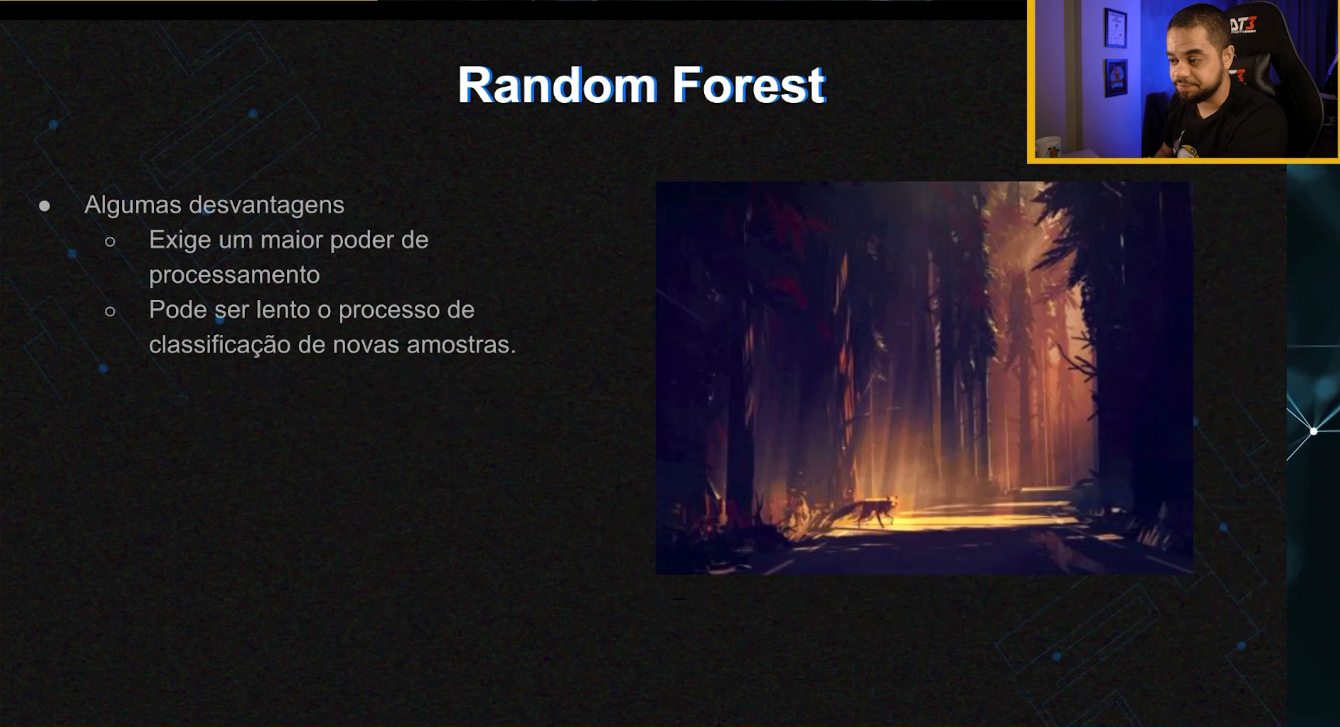 Random Forest
Algumas desvantagens
Exige um maior poder de
processamento
Pode ser lento o processo de
classificação de novas amostras.